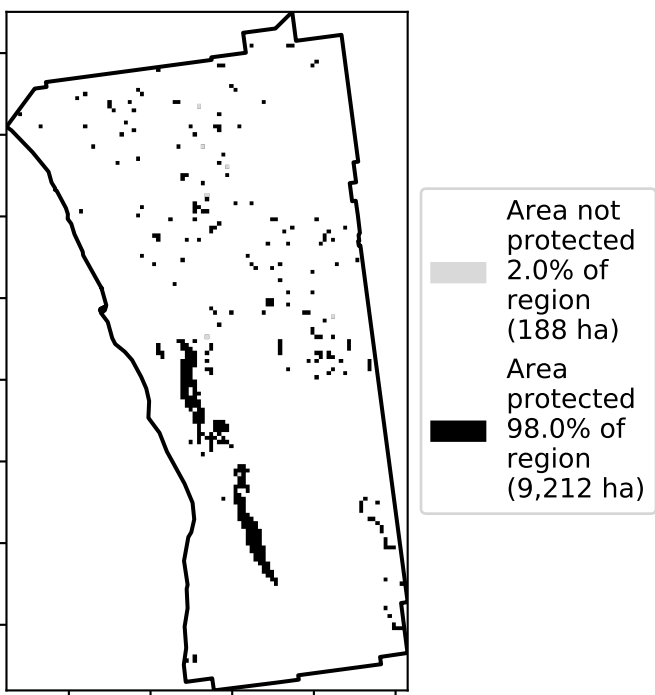 Area not
protected
2.0% of
region
(188 ha)
Area
protected
98.0% of
region
(9,212 ha)